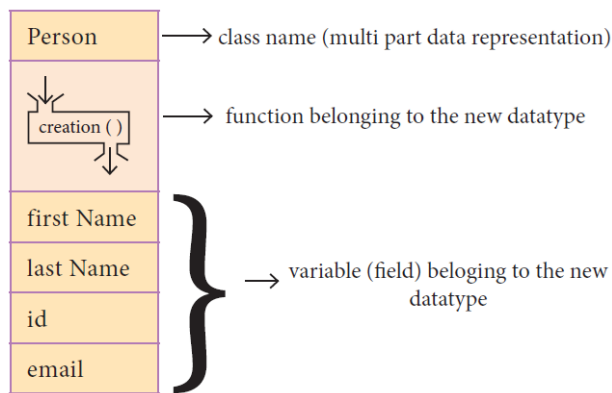 Person
class name (multi part data representation)
creation ( )
function belonging to the new datatype
first Name
last Name
id
email
variable (field) beloging to the new
datatype